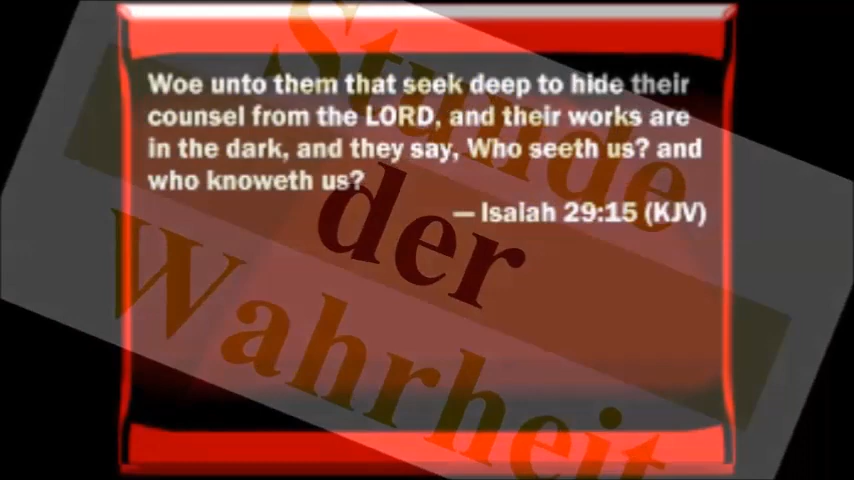 Woe unto them that seek deep to hide their
counsel from the LORD, and their works are
in the dark, and they say, Who seeth us? and
who knoweth us?
— Isaiah 29:15 (KJV)
Stunde
der
Wahrheit